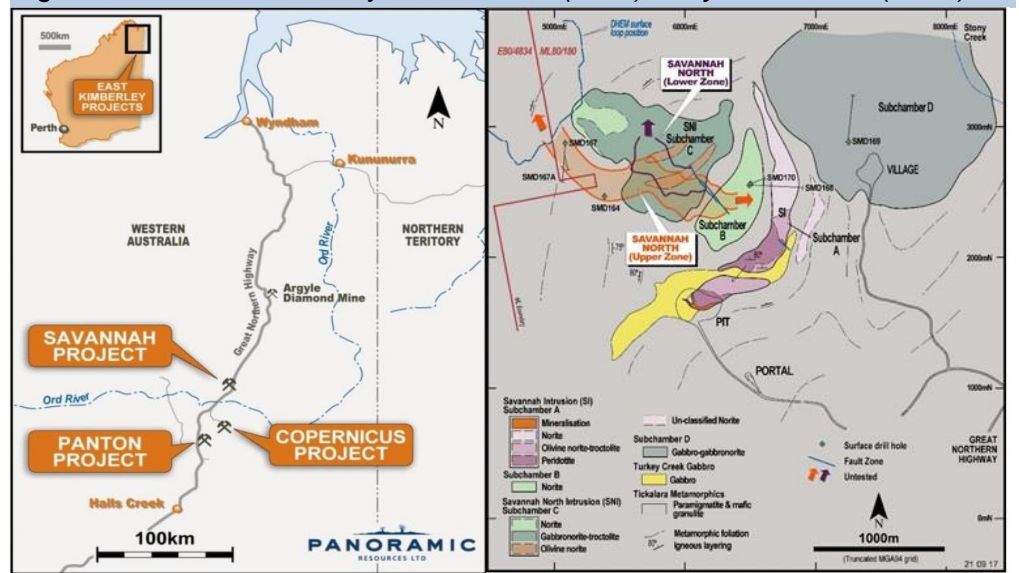 500km
EAST
KIMBERLEY
PROJECTS
Perth
N
Wyndham
Kununurra
WESTERN
AUSTRALIA
NORTHERN
TERITORY
Ord River
Great Northern Highway
Argyle
Diamond Mine
SAVANNAH
PROJECT
Ord River
PANTON
PROJECT
COPERNICUS
PROJECT
Halls Creek
100km
PANORAMIC
RESOURCES LTD
5000mE
6000mE
7000mE
8000mE
DHEM surface
loop position
E80/4834
ML80/180
Stony
Creek
SAVANNAH
NORTH
(Lower Zone)
SNI
Subchamber
C
Subchamber D
3000mN
SMD167
SMD169
VILLAGE
SMD167A
SMD170
SMD168
SMD164
SI
Subchamber
B
Subchamber
A
SAVANNAH
NORTH
(Upper Zone)
75°
80°
2000mN
PIT
PORTAL
1000mN
Savannah Intrusion (SI)
Subchamber A
Mineralisation
Norite
Olivine norite-troctolite
Peridotite
Subchamber B
Norite
Savannah North Intrusion (SNI)
Subchamber C
Norite
Gabbronorite-troctolite
Olivine norite
Un-classified Norite
Subchamber D
Gabbro-gabbronorite
Turkey Creek Gabbro
Gabbro
Tickalara Metamorphics
Paramigmatite & mafic
granulite
Metamorphic foliation
80°
Igneous layering
Surface drill hole
Fault Zone
Untested
GREAT
NORTHERN
HIGHWAY
N
0mN
1000m
(Truncated MGA94 grid)
21 09 17